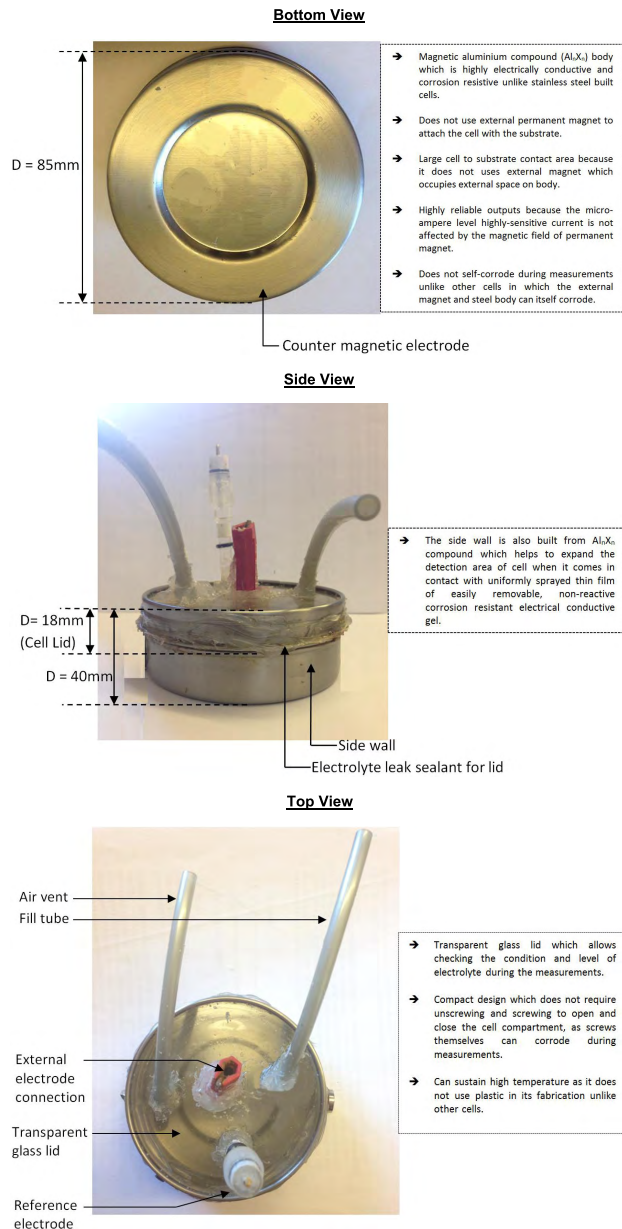 Bottom View
D = 85mm
➔ Magnetic aluminium compound (AlₙXₙ) body
which is highly electrically conductive and
corrosion resistive unlike stainless steel built
cells.
➔ Does not use external permanent magnet to
attach the cell with the substrate.
➔ Large cell to substrate contact area because
it does not uses external magnet which
occupies external space on body.
➔ Highly reliable outputs because the micro-
ampere level highly-sensitive current is not
affected by the magnetic field of permanent
magnet.
➔ Does not self-corrode during measurements
unlike other cells in which the external
magnet and steel body can itself corrode.
Counter magnetic electrode
Side View
D= 18mm
(Cell Lid)
D = 40mm
➔ The side wall is also built from AlₙXₙ
compound which helps to expand the
detection area of cell when it comes in
contact with uniformly sprayed thin film
of easily removable, non-reactive
corrosion resistant electrical conductive
gel.
Side wall
Electrolyte leak sealant for lid
Top View
Air vent
Fill tube
External
electrode
connection
Transparent
glass lid
Reference
electrode
➔ Transparent glass lid which allows
checking the condition and level of
electrolyte during the measurements.
➔ Compact design which does not require
unscrewing and screwing to open and
close the cell compartment, as screws
themselves can corrode during
measurements.
➔ Can sustain high temperature as it does
not use plastic in its fabrication unlike
other cells.